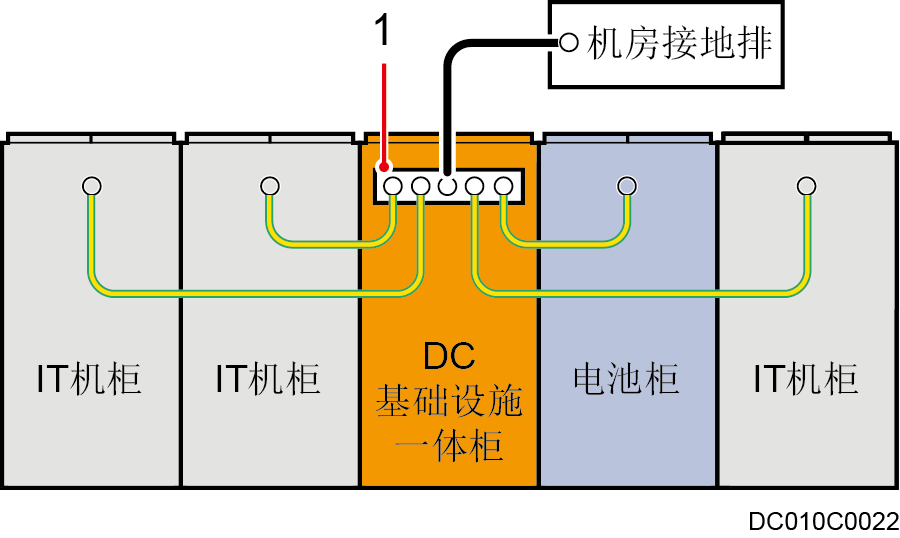 1
机房接地排
IT机柜
IT机柜
DC
基础设施
一体柜
电池柜
IT机柜
DC010C0022